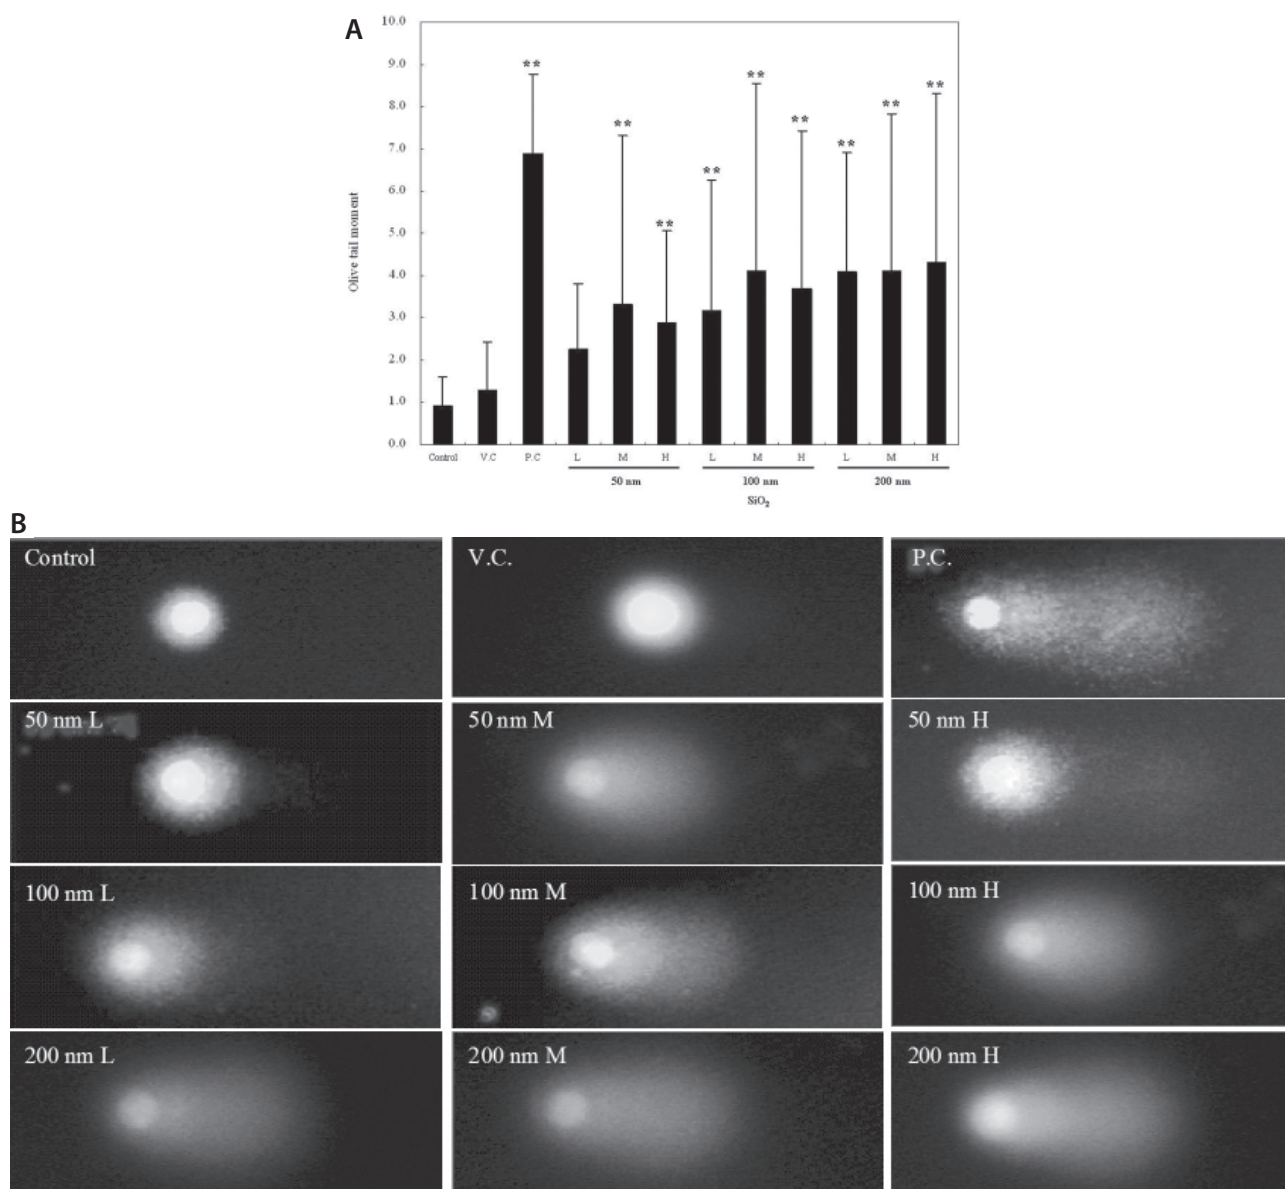 A
10.0
9.0
8.0
7.0
6.0
5.0
4.0
3.0
2.0
1.0
0.0
Olive tail moment
** ** ** ** ** ** ** ** **
Control V.C P.C L M H L M H L M H
50 nm 100 nm 200 nm
SiO₂
B
Control V.C. P.C.
50 nm L 50 nm M 50 nm H
100 nm L 100 nm M 100 nm H
200 nm L 200 nm M 200 nm H